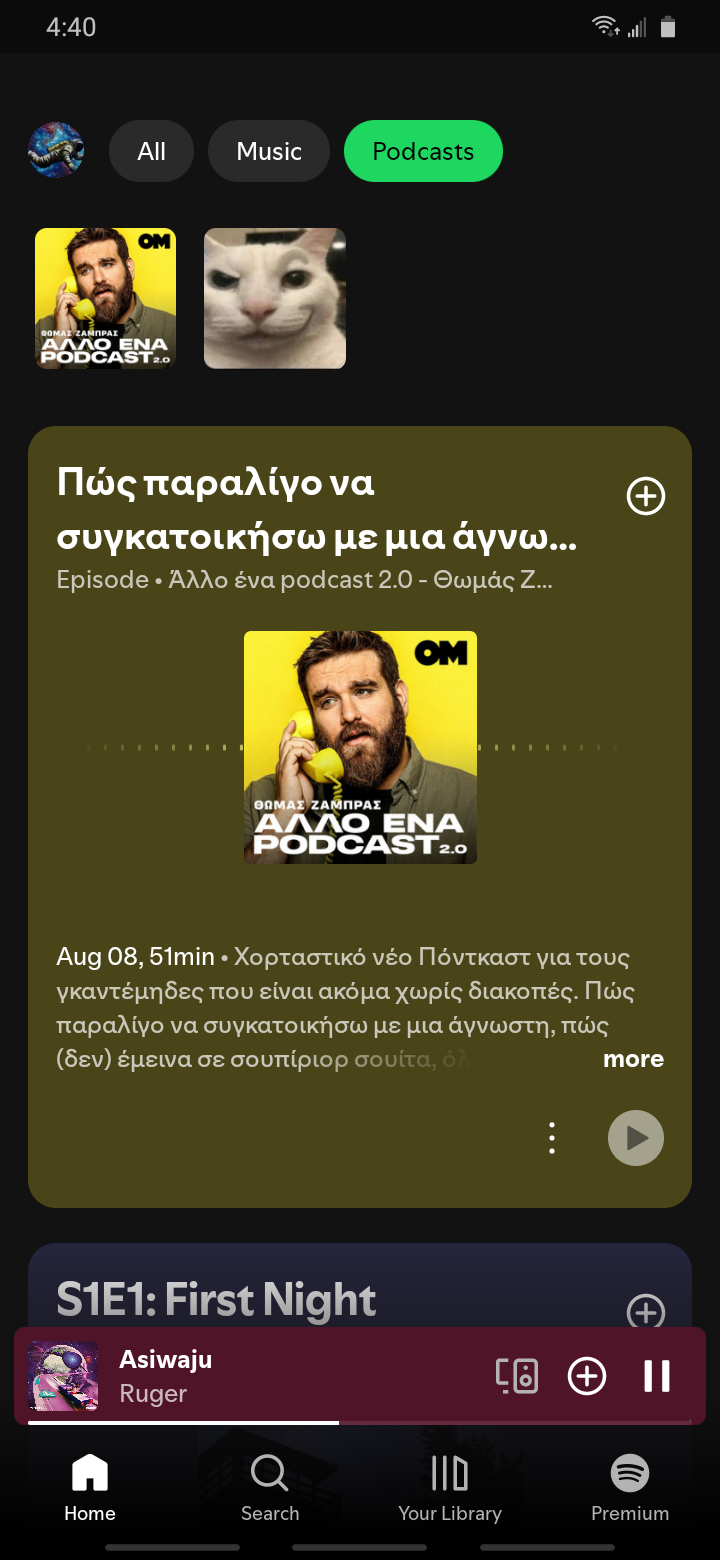 4:40
All
Music
Podcasts
OM
ΘΩΜΑΣ ΖΑΜΠΡΑΣ
ΑΛΛΟ ΕΝΑ
PODCAST 2.0
Πώς παραλίγο να
συγκατοικήσω με μια άγνω...
Episode • Άλλο ένα podcast 2.0 - Θωμάς Ζ...
OM
ΘΩΜΑΣ ΖΑΜΠΡΑΣ
ΑΛΛΟ ΕΝΑ
PODCAST 2.0
Aug 08, 51min • Χορταστικό νέο Πόντκαστ για τους
γκαντέμηδες που είναι ακόμα χωρίς διακοπές. Πώς
παραλίγο να συγκατοικήσω με μια άγνωστη, πώς
(δεν) έμεινα σε σουπίριορ σουίτα, όλ
more
S1E1: First Night
Asiwaju
Ruger
Home
Search
Your Library
Premium